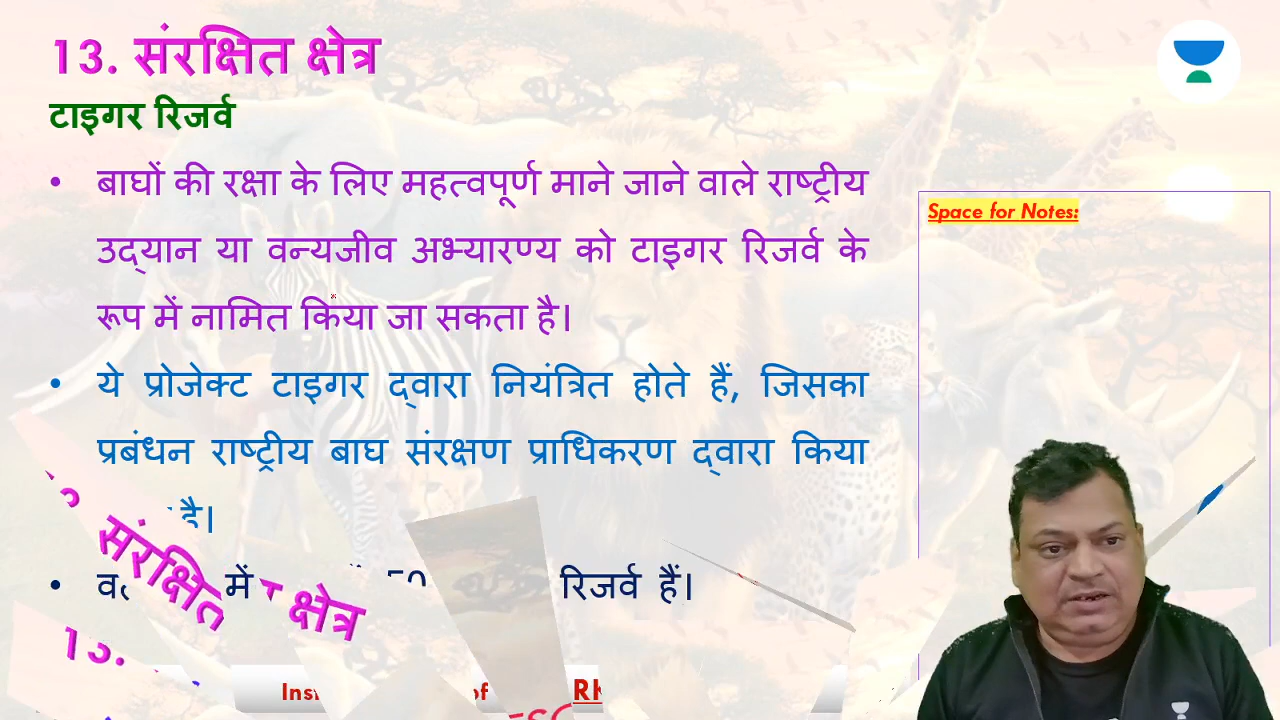 13. संरक्षित क्षेत्र
टाइगर रिजर्व
• बाघों की रक्षा के लिए महत्वपूर्ण माने जाने वाले राष्ट्रीय
उद्यान या वन्यजीव अभ्यारण्य को टाइगर रिजर्व के
रूप में नामित किया जा सकता है।
• ये प्रोजेक्ट टाइगर द्वारा नियंत्रित होते हैं, जिसका
प्रबंधन राष्ट्रीय बाघ संरक्षण प्राधिकरण द्वारा किया
है।
• में रिजर्व हैं।
संरक्षित क्षेत्र
13.
Space for Notes: